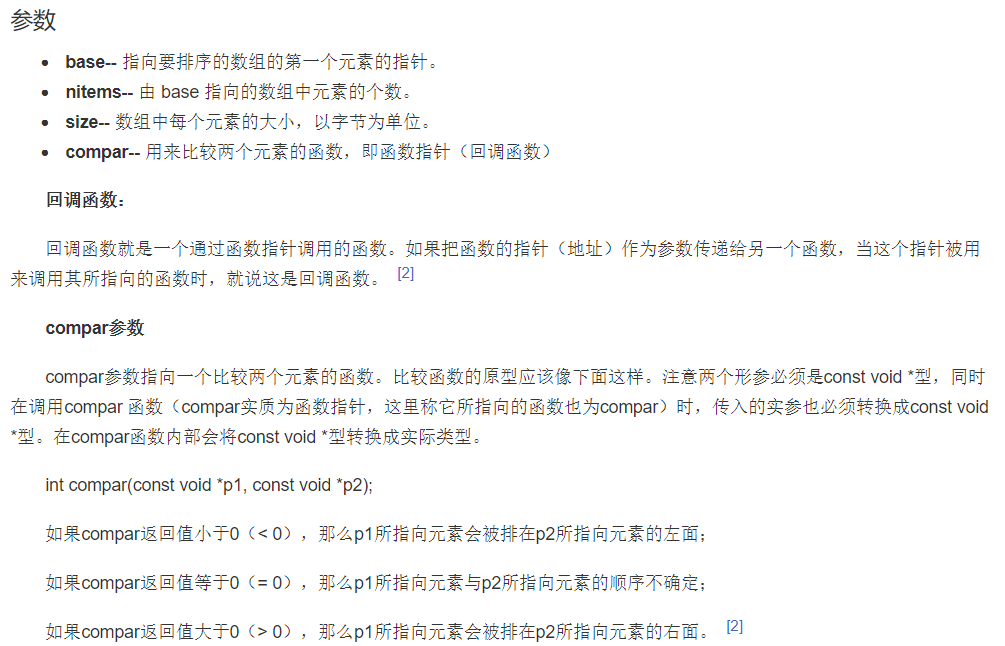 参数
• base-- 指向要排序的数组的第一个元素的指针。
• nitems-- 由 base 指向的数组中元素的个数。
• size-- 数组中每个元素的大小，以字节为单位。
• compar-- 用来比较两个元素的函数，即函数指针（回调函数）
回调函数：
回调函数就是一个通过函数指针调用的函数。如果把函数的指针（地址）作为参数传递给另一个函数，当这个指针被用
来调用其所指向的函数时，就说这是回调函数。 [2]
compar参数
compar参数指向一个比较两个元素的函数。比较函数的原型应该像下面这样。注意两个形参必须是const void *型，同时
在调用compar 函数（compar实质为函数指针，这里称它所指向的函数也为compar）时，传入的实参也必须转换成const void
*型。在compar函数内部会将const void *型转换成实际类型。
int compar(const void *p1, const void *p2);
如果compar返回值小于0（< 0），那么p1所指向元素会被排在p2所指向元素的左面；
如果compar返回值等于0（= 0），那么p1所指向元素与p2所指向元素的顺序不确定；
如果compar返回值大于0（> 0），那么p1所指向元素会被排在p2所指向元素的右面。 [2]